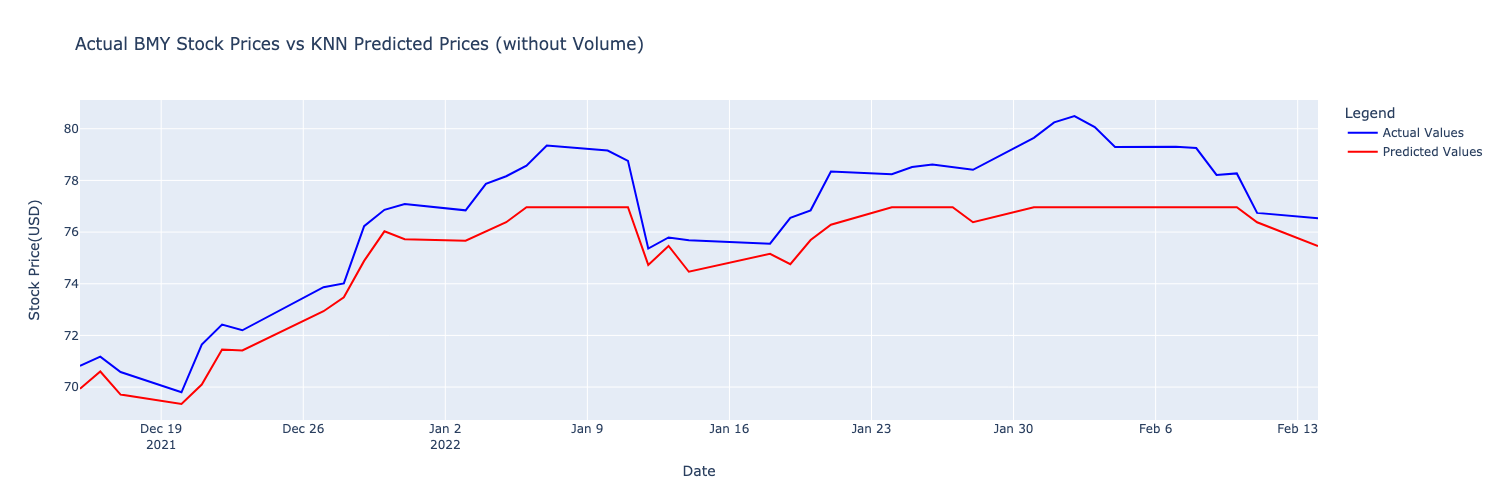 Actual BMY Stock Prices vs KNN Predicted Prices (without Volume)
Legend
Actual Values
Predicted Values
Stock Price(USD)
80
78
76
74
72
70
Dec 19
2021
Dec 26
Jan 2
2022
Jan 9
Jan 16
Jan 23
Jan 30
Feb 6
Feb 13
Date